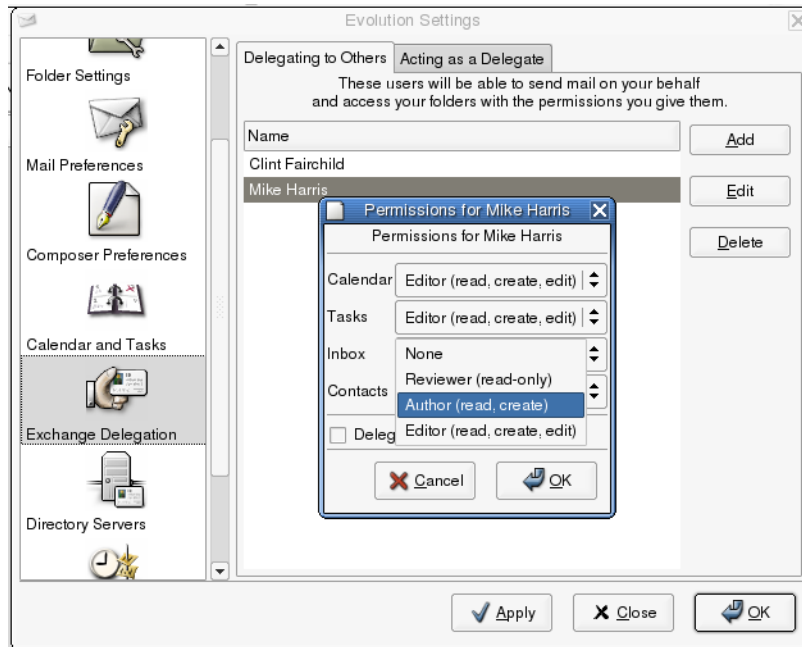 Evolution Settings
Folder Settings
Mail Preferences
Composer Preferences
Calendar and Tasks
Exchange Delegation
Directory Servers
Delegating to Others
Acting as a Delegate
These users will be able to send mail on your behalf
and access your folders with the permissions you give them.
Name
Clint Fairchild
Mike Harris
Add
Edit
Delete
Permissions for Mike Harris
Permissions for Mike Harris
Calendar Editor (read, create, edit)
Tasks Editor (read, create, edit)
Inbox
Contacts
None
Reviewer (read-only)
Author (read, create)
Editor (read, create, edit)
Deleg
Cancel
OK
Apply
Close
OK